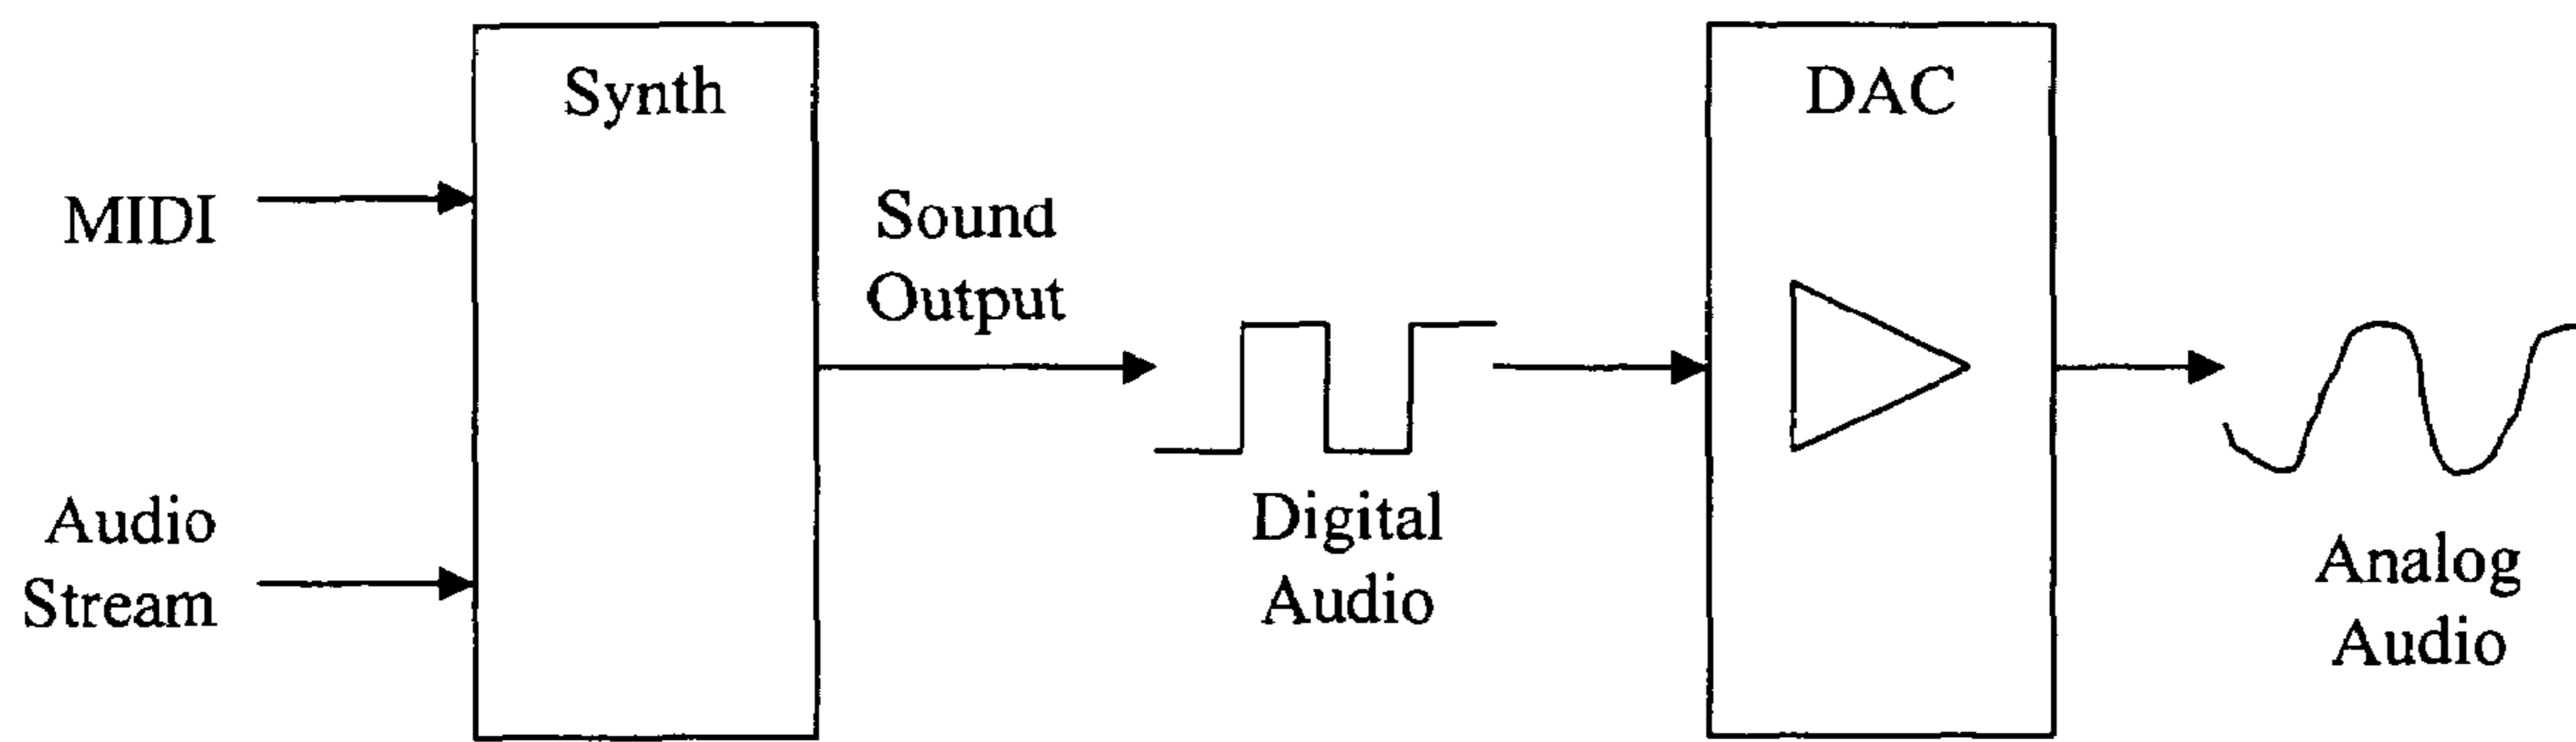 Synth
DAC
MIDI
Sound
Output
Audio
Stream
Digital
Audio
Analog
Audio